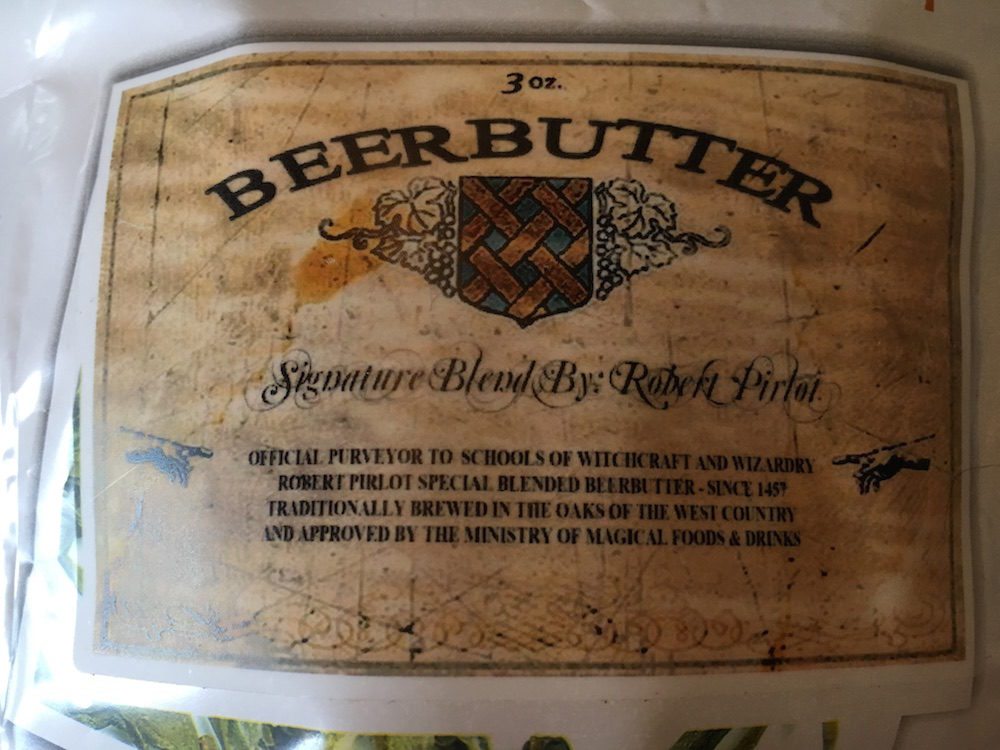 3 oz.
BEERBUTTER
Signature Blend By: Robert Pirlot
OFFICIAL PURVEYOR TO SCHOOLS OF WITCHCRAFT AND WIZARDRY
ROBERT PIRLOT SPECIAL BLENDED BEERBUTTER - SINCE 1457
TRADITIONALLY BREWED IN THE OAKS OF THE WEST COUNTRY
AND APPROVED BY THE MINISTRY OF MAGICAL FOODS & DRINKS